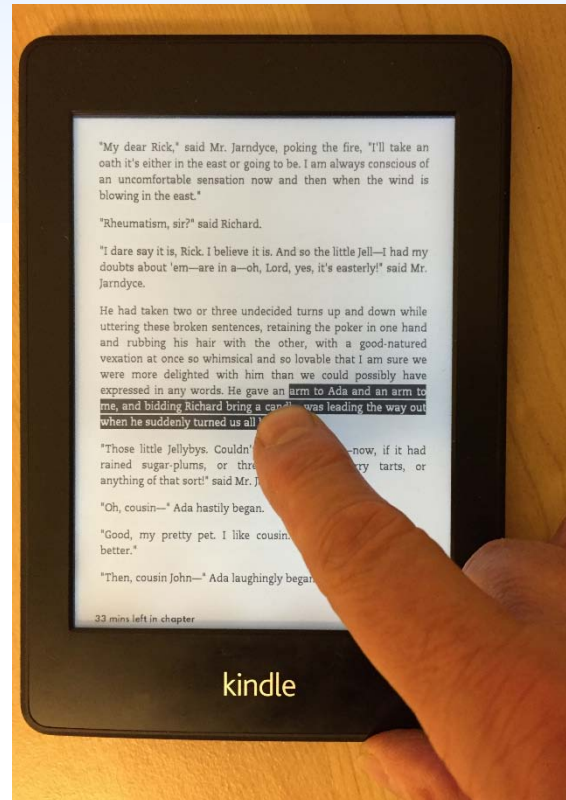 "My dear Rick," said Mr. Jarndyce, poking the fire, "I'll take an
oath it's either in the east or going to be. I am always conscious of
an uncomfortable sensation now and then when the wind is
blowing in the east."
"Rheumatism, sir?" said Richard.
"I dare say it is, Rick. I believe it is. And so the little Jell—I had my
doubts about 'em—are in a—oh, Lord, yes, it's easterly!" said Mr.
Jarndyce.
He had taken two or three undecided turns up and down while
uttering these broken sentences, retaining the poker in one hand
and rubbing his hair with the other, with a good-natured
vexation at once so whimsical and so lovable that I am sure we
were more delighted with him than we could possibly have
expressed in any words. He gave an arm to Ada and an arm to
me, and bidding Richard bring a was leading the way out
when he suddenly turned us all
"Those little Jellybys. —now, if it had
rained sugar-plums, or tarts, or
anything of that sort!" said Mr.
"Oh, cousin—" Ada hastily began.
"Good, my pretty pet. I like cousin.
better."
"Then, cousin John—" Ada laughingly
33 mins left in chapter
kindle